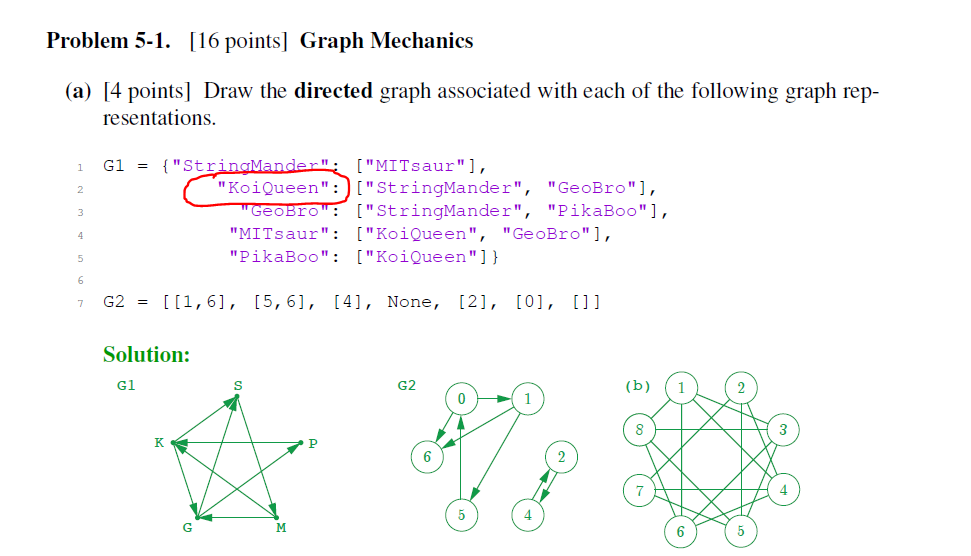 Problem 5-1. [16 points] Graph Mechanics
(a) [4 points] Draw the directed graph associated with each of the following graph rep-
resentations.
1 G1 = {"StringMander": ["MITsaur"],
2 "KoiQueen": ["StringMander", "GeoBro"],
3 "GeoBro": ["StringMander", "PikaBoo"],
4 "MITsaur": ["KoiQueen", "GeoBro"],
5 "PikaBoo": ["KoiQueen"]}
6
7 G2 = [[1,6], [5,6], [4], None, [2], [0], []]
Solution:
G1 S G2 (b)
0 1 1 2
K P 8 3
6 2
7 4
G M 5 4 6 5